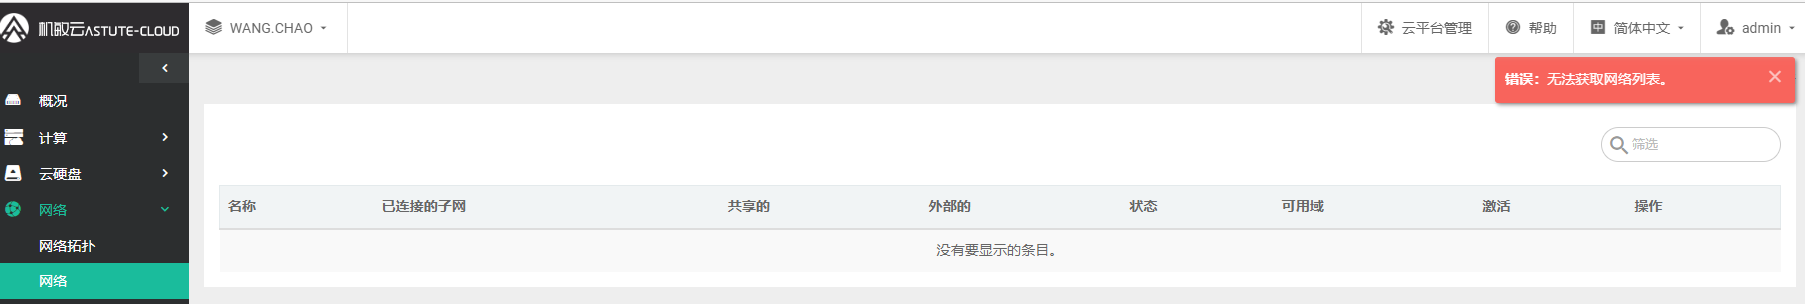 机敏云ASTUTE-CLOUD
WANG.CHAO
云平台管理
帮助
简体中文
admin
错误：无法获取网络列表。
概况
计算
云硬盘
网络
网络拓扑
网络
筛选
名称 已连接的子网 共享的 外部的 状态 可用域 激活 操作
没有要显示的条目。